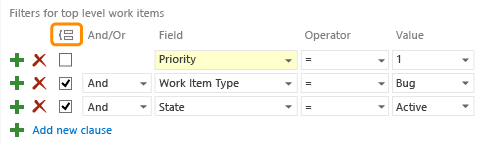 Filters for top level work items
And/Or Field Operator Value
Priority = 1
And Work Item Type = Bug
And State = Active
Add new clause